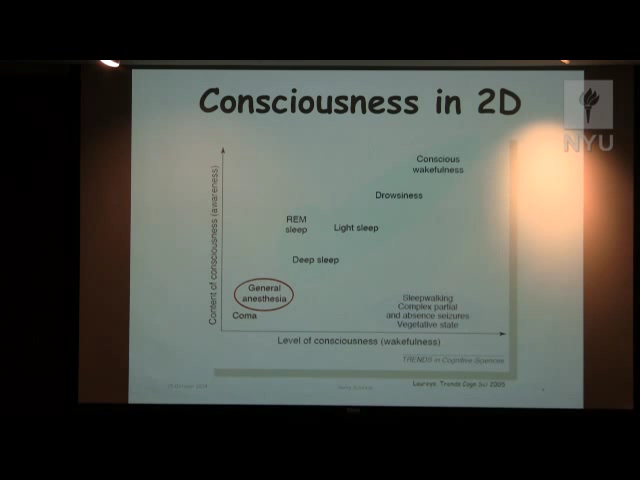 Consciousness in 2D
NYU
Content of consciousness (awareness)
Conscious
wakefulness
Drowsiness
REM
sleep
Light sleep
Deep sleep
General
anesthesia
Coma
Sleepwalking
Complex partial
and absence seizures
Vegetative state
Level of consciousness (wakefulness)
TRENDS in Cognitive Sciences
Laureys, Trends Cogn Sci 2005